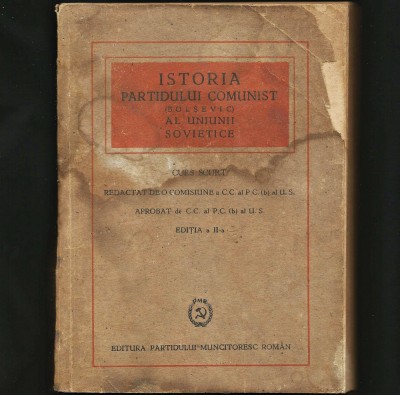 ISTORIA
PARTIDULUI COMUNIST
(BOLȘEVIC)
AL UNIUNII
SOVIETICE
CURS SCURT
REDACTAT DE O COMISIUNE a C.C. al P.C. (b) al U.S.
APROBAT de C.C. al P.C. (b) al U.S.
EDIȚIA a II-a
PMR
EDITURA PARTIDULUI MUNCITORESC ROMÂN